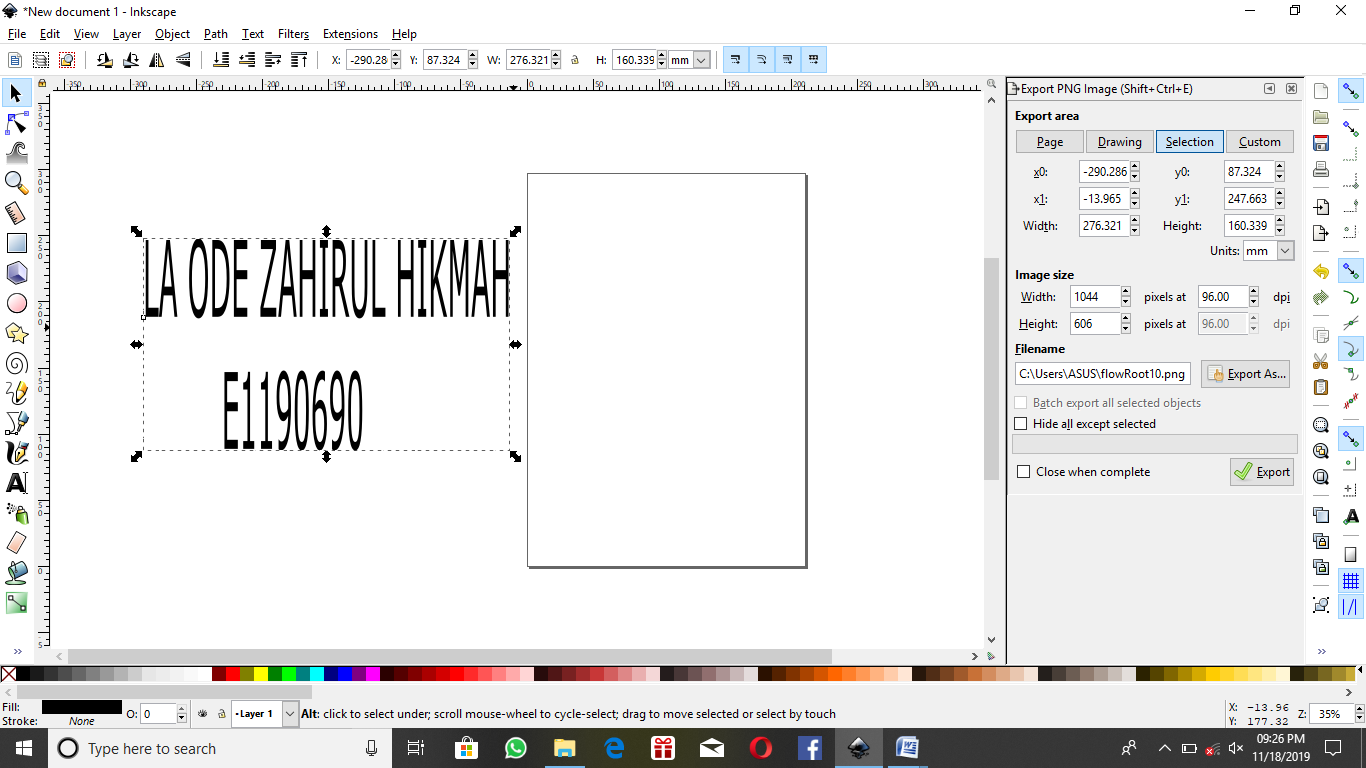 *New document 1 - Inkscape
File Edit View Layer Object Path Text Filters Extensions Help
X: -290.28 Y: 87.324 W: 276.321 H: 160.339 mm
Export PNG Image (Shift+Ctrl+E)
Export area
Page Drawing Selection Custom
x0: -290.286 y0: 87.324
x1: -13.965 y1: 247.663
Width: 276.321 Height: 160.339
Units: mm
Image size
Width: 1044 pixels at 96.00 dpi
Height: 606 pixels at 96.00 dpi
Filename
C:\Users\ASUS\flowRoot10.png Export As...
Batch export all selected objects
Hide all except selected
Close when complete Export
LA ODE ZAHIRUL HIKMAH
E1190690
Fill:
Stroke: None O: 0 •Layer 1 Alt: click to select under; scroll mouse-wheel to cycle-select; drag to move selected or select by touch
X: -13.96
Y: 177.32
Z: 35%
Type here to search
09:26 PM
11/18/2019